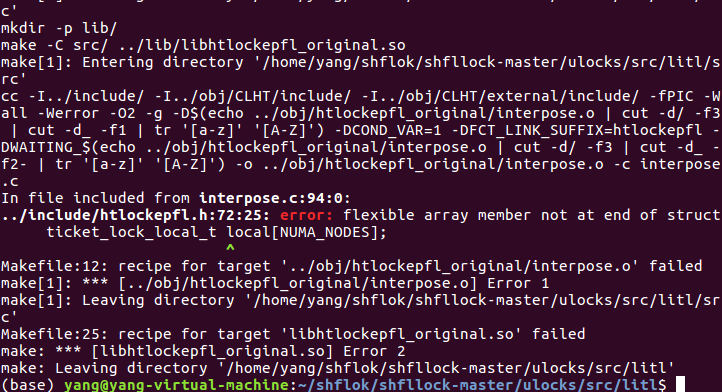 c'
mkdir -p lib/
make -C src/ ../lib/libhtlockepfl_original.so
make[1]: Entering directory '/home/yang/shflok/shfllock-master/ulocks/src/litl/s
rc'
cc -I../include/ -I../obj/CLHT/include/ -I../obj/CLHT/external/include/ -fPIC -W
all -Werror -O2 -g -D$(echo ../obj/htlockepfl_original/interpose.o | cut -d/ -f3
 | cut -d_ -f1 | tr '[a-z]' '[A-Z]') -DCOND_VAR=1 -DFCT_LINK_SUFFIX=htlockepfl -
DWAITING_$(echo ../obj/htlockepfl_original/interpose.o | cut -d/ -f3 | cut -d_ -
f2- | tr '[a-z]' '[A-Z]') -o ../obj/htlockepfl_original/interpose.o -c interpose
.c
In file included from interpose.c:94:0:
../include/htlockepfl.h:72:25: error: flexible array member not at end of struct
     ticket_lock_local_t local[NUMA_NODES];
                         ^
Makefile:12: recipe for target '../obj/htlockepfl_original/interpose.o' failed
make[1]: *** [../obj/htlockepfl_original/interpose.o] Error 1
make[1]: Leaving directory '/home/yang/shflok/shfllock-master/ulocks/src/litl/sr
c'
Makefile:25: recipe for target 'libhtlockepfl_original.so' failed
make: *** [libhtlockepfl_original.so] Error 2
make: Leaving directory '/home/yang/shflok/shfllock-master/ulocks/src/litl'
(base) yang@yang-virtual-machine:~/shflok/shfllock-master/ulocks/src/litl$